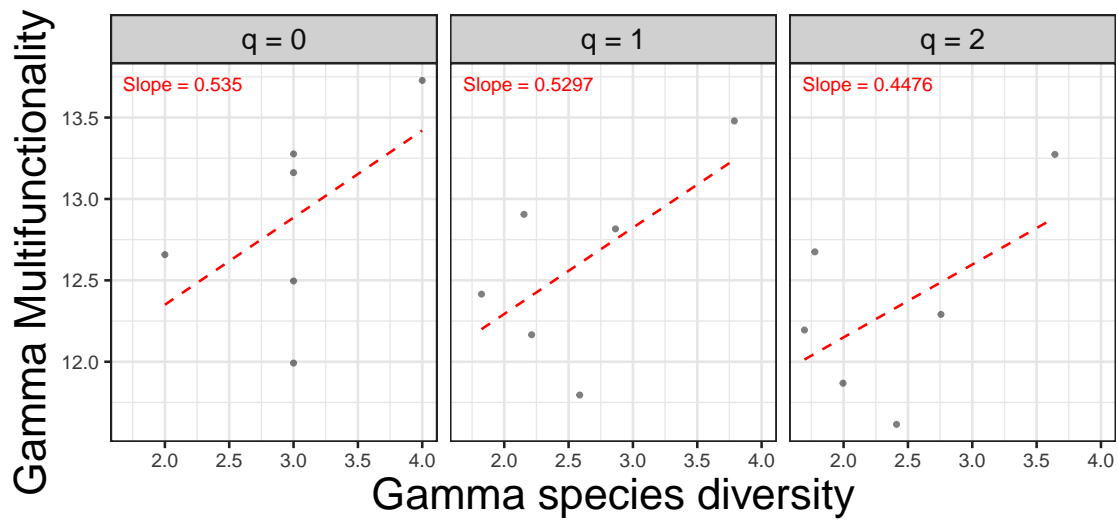 Gamma Multifunctionality
q = 0
q = 1
q = 2
Slope = 0.535
Slope = 0.5297
Slope = 0.4476
13.5
13.0
12.5
12.0
2.0 2.5 3.0 3.5 4.0
2.0 2.5 3.0 3.5 4.0
2.0 2.5 3.0 3.5 4.0
Gamma species diversity